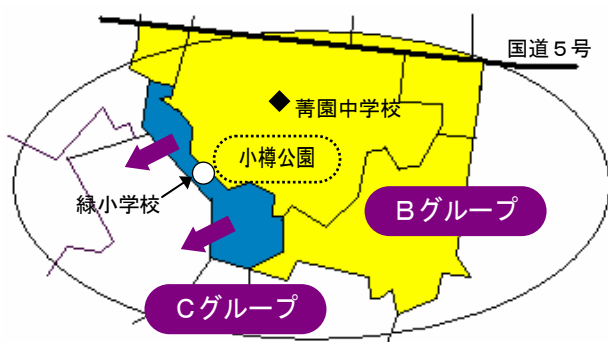 国道５号
菁園中学校
小樽公園
緑小学校
Ｂグループ
Ｃグループ